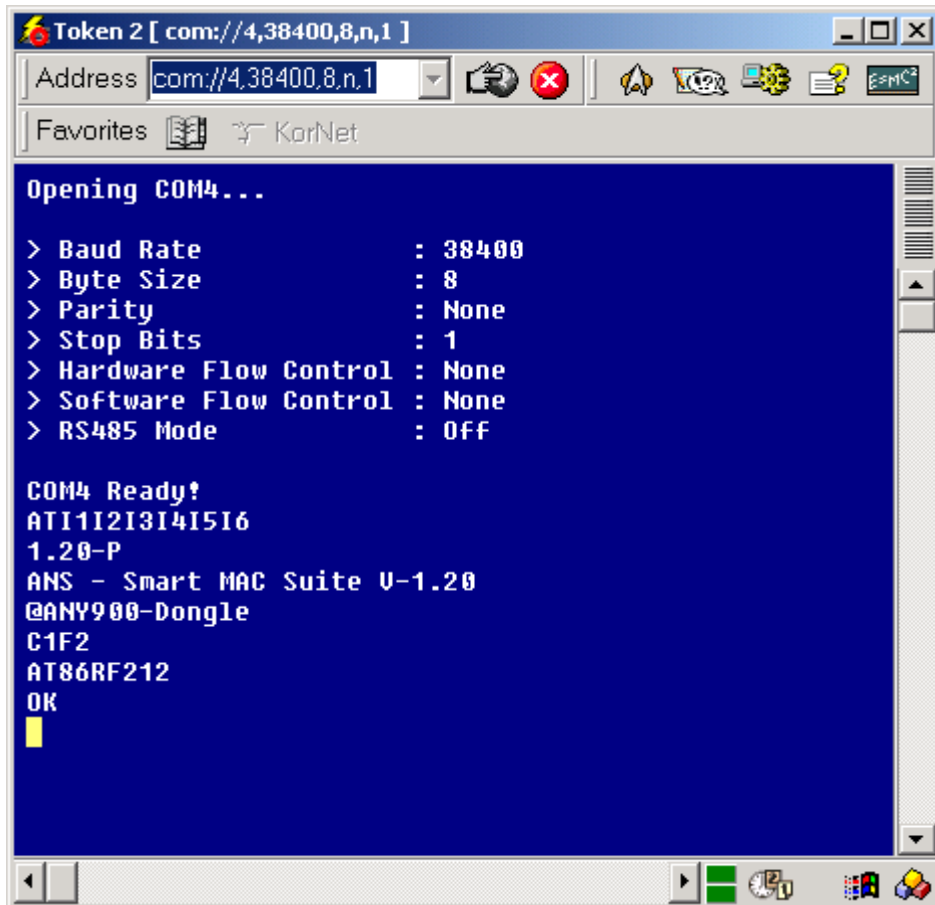 Token 2 [ com://4,38400,8,n,1 ]
Address com://4,38400,8,n,1
Favorites KorNet
Opening COM4...
> Baud Rate : 38400
> Byte Size : 8
> Parity : None
> Stop Bits : 1
> Hardware Flow Control : None
> Software Flow Control : None
> RS485 Mode : Off
COM4 Ready!
ATI1I2I3I4I5I6
1.20-P
ANS - Smart MAC Suite V-1.20
@ANY900-Dongle
C1F2
AT86RF212
OK